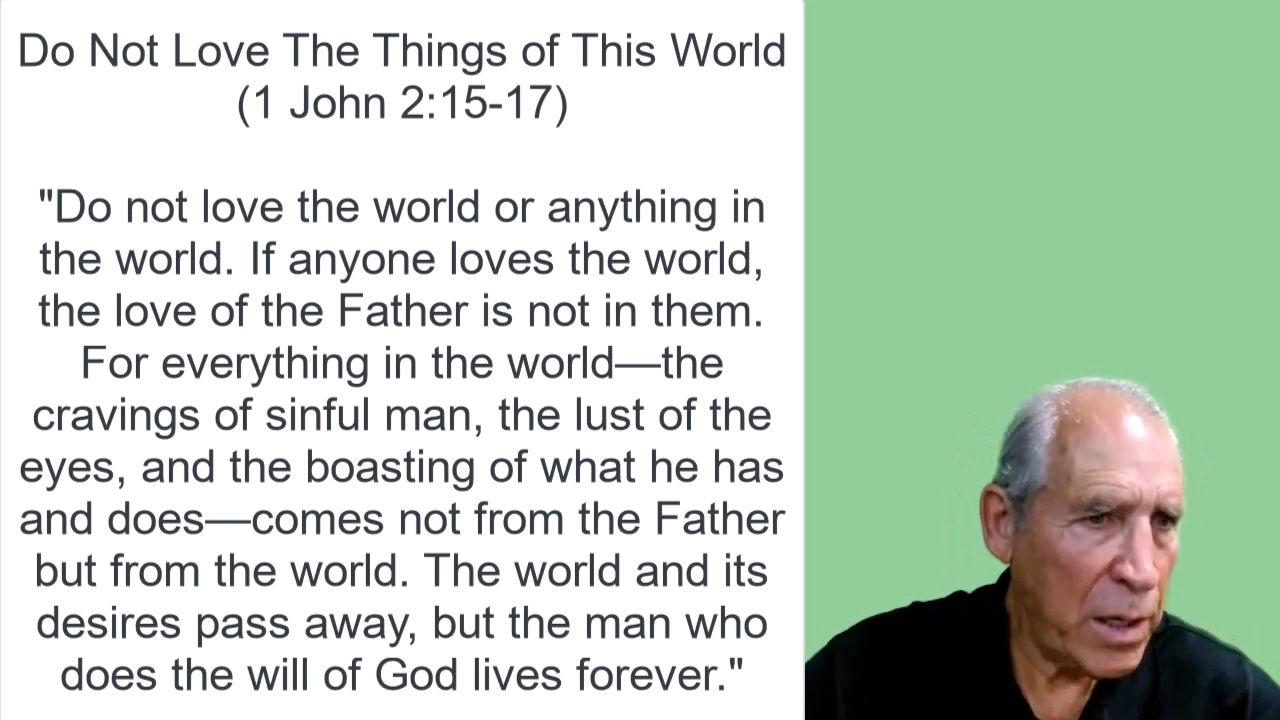 Do Not Love The Things of This World
(1 John 2:15-17)
"Do not love the world or anything in
the world. If anyone loves the world,
the love of the Father is not in them.
For everything in the world—the
cravings of sinful man, the lust of the
eyes, and the boasting of what he has
and does—comes not from the Father
but from the world. The world and its
desires pass away, but the man who
does the will of God lives forever."